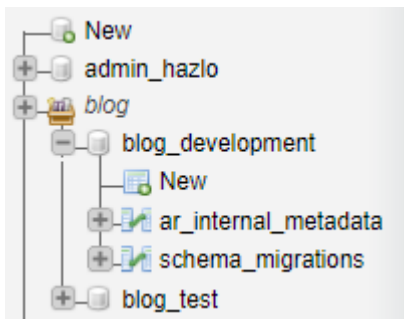 New
admin_hazlo
blog
blog_development
New
ar_internal_metadata
schema_migrations
blog_test